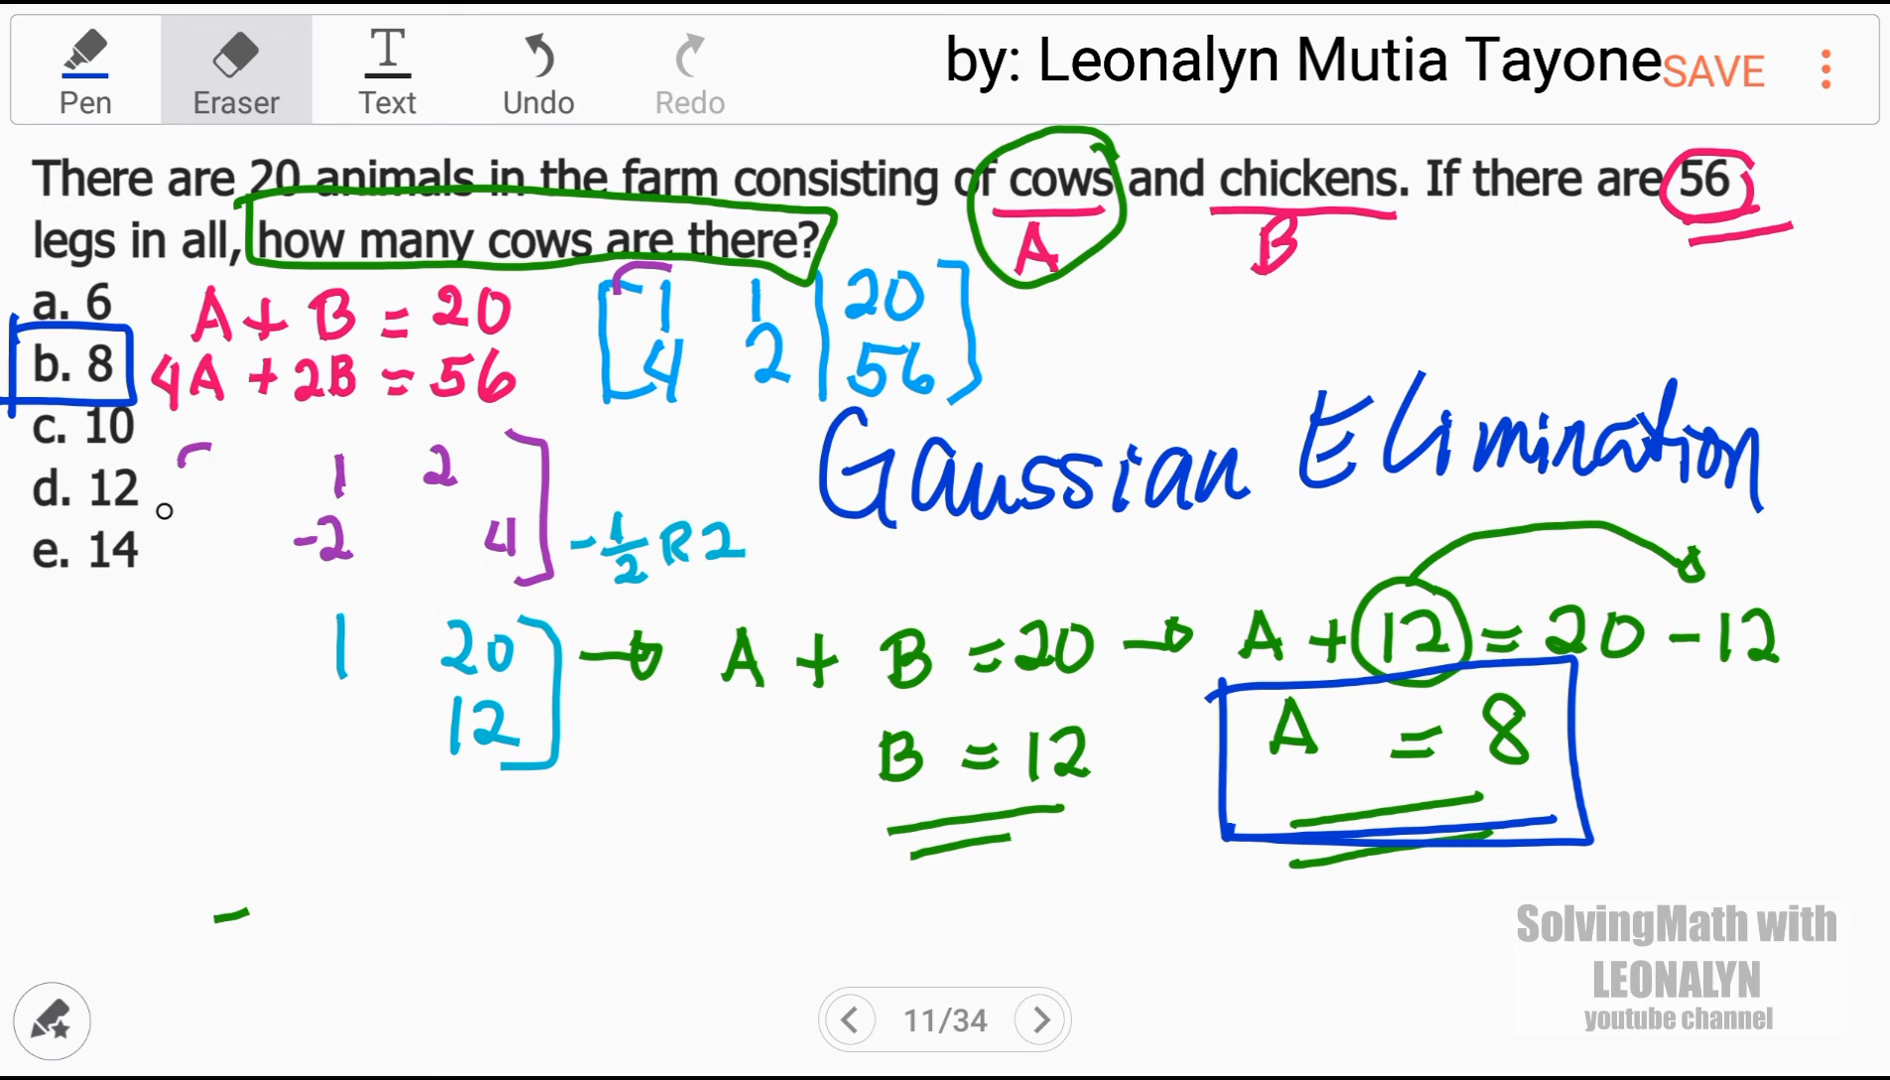 Pen Eraser Text Undo Redo by: Leonalyn Mutia Tayone SAVE
There are 20 animals in the farm consisting of cows and chickens. If there are 56
legs in all, how many cows are there?
A B
a. 6
b. 8
c. 10
d. 12
e. 14
A + B = 20
4A + 2B = 56
1 1 20
4 2 56
Gaussian Elimination
1 2
-2 4 -1/2 R2
1 20 → A + B = 20 → A + 12 = 20 - 12
12 B = 12 A = 8
-
11/34
SolvingMath with
LEONALYN
youtube channel